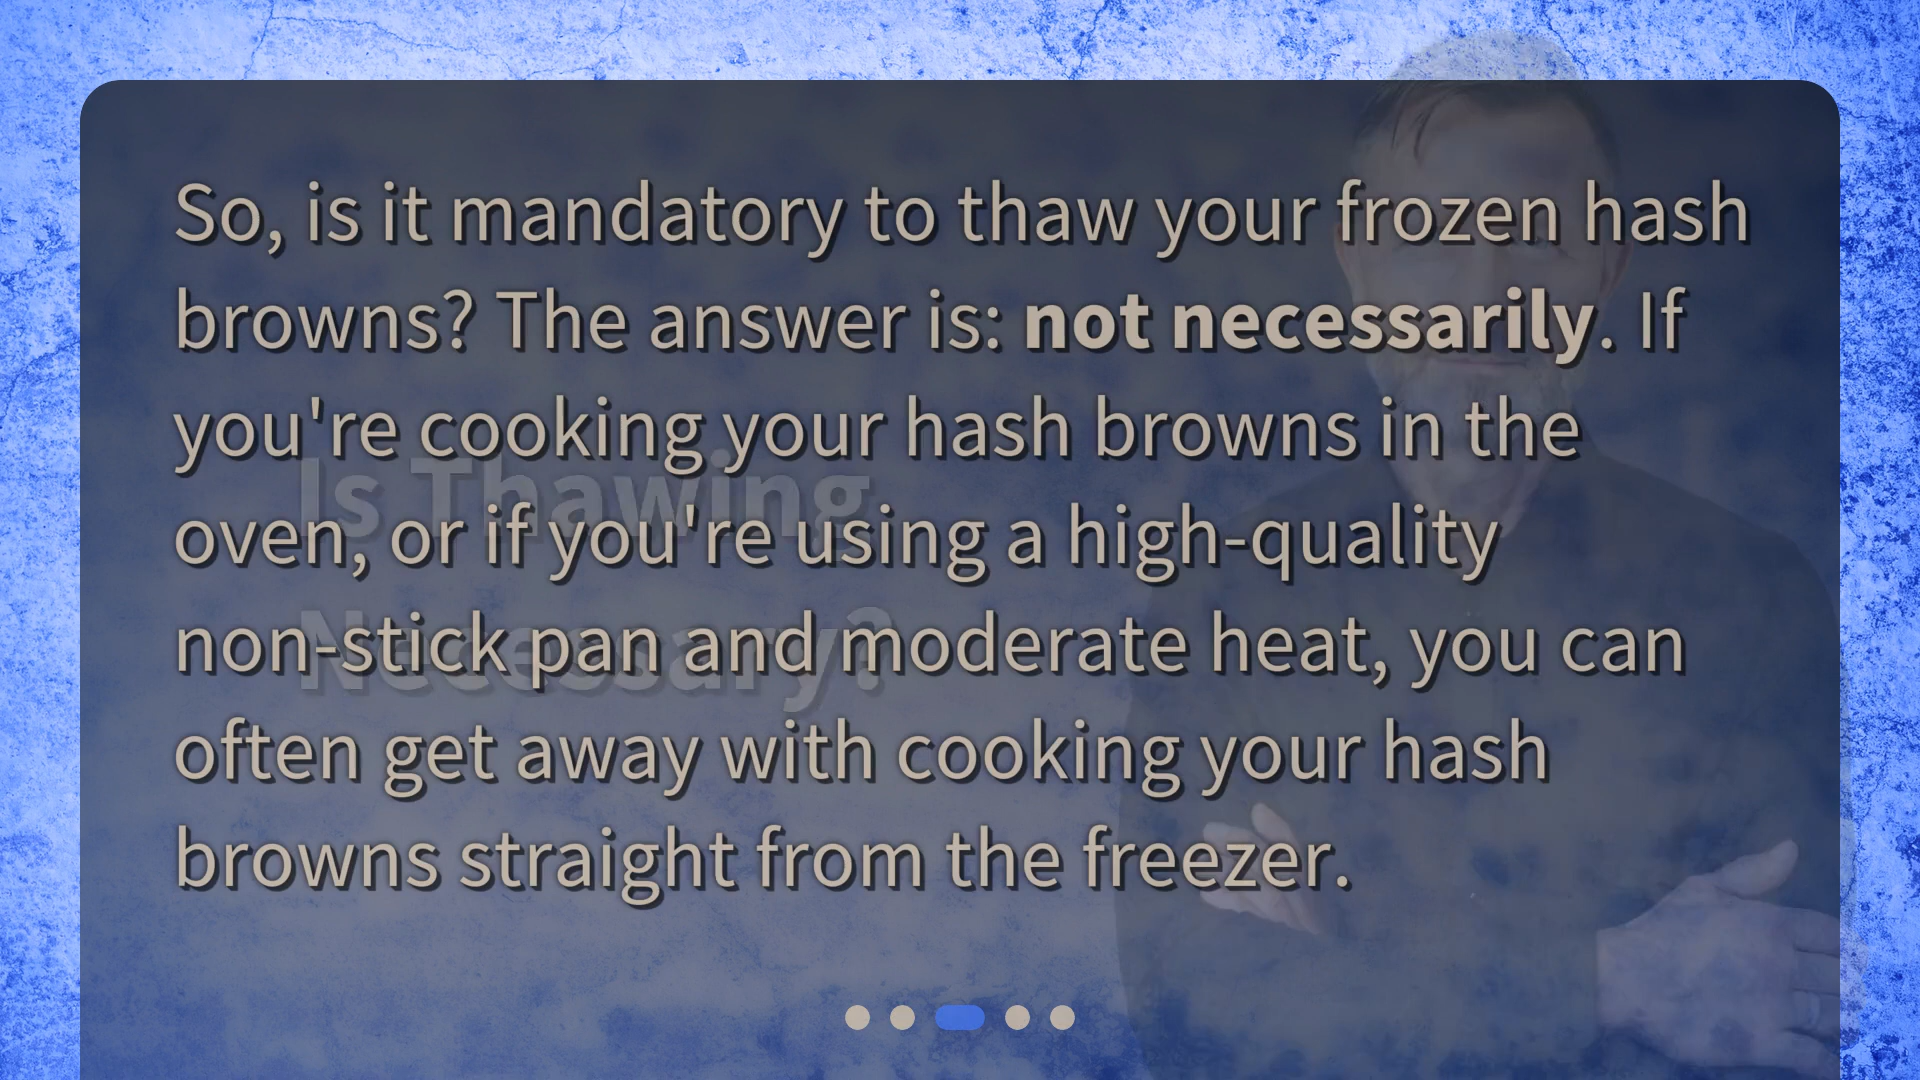 So, is it mandatory to thaw your frozen hash
browns? The answer is: not necessarily. If
you're cooking your hash browns in the
Is Thawing
oven, or if you're using a high-quality
Necessary?
non-stick pan and moderate heat, you can
often get away with cooking your hash
browns straight from the freezer.